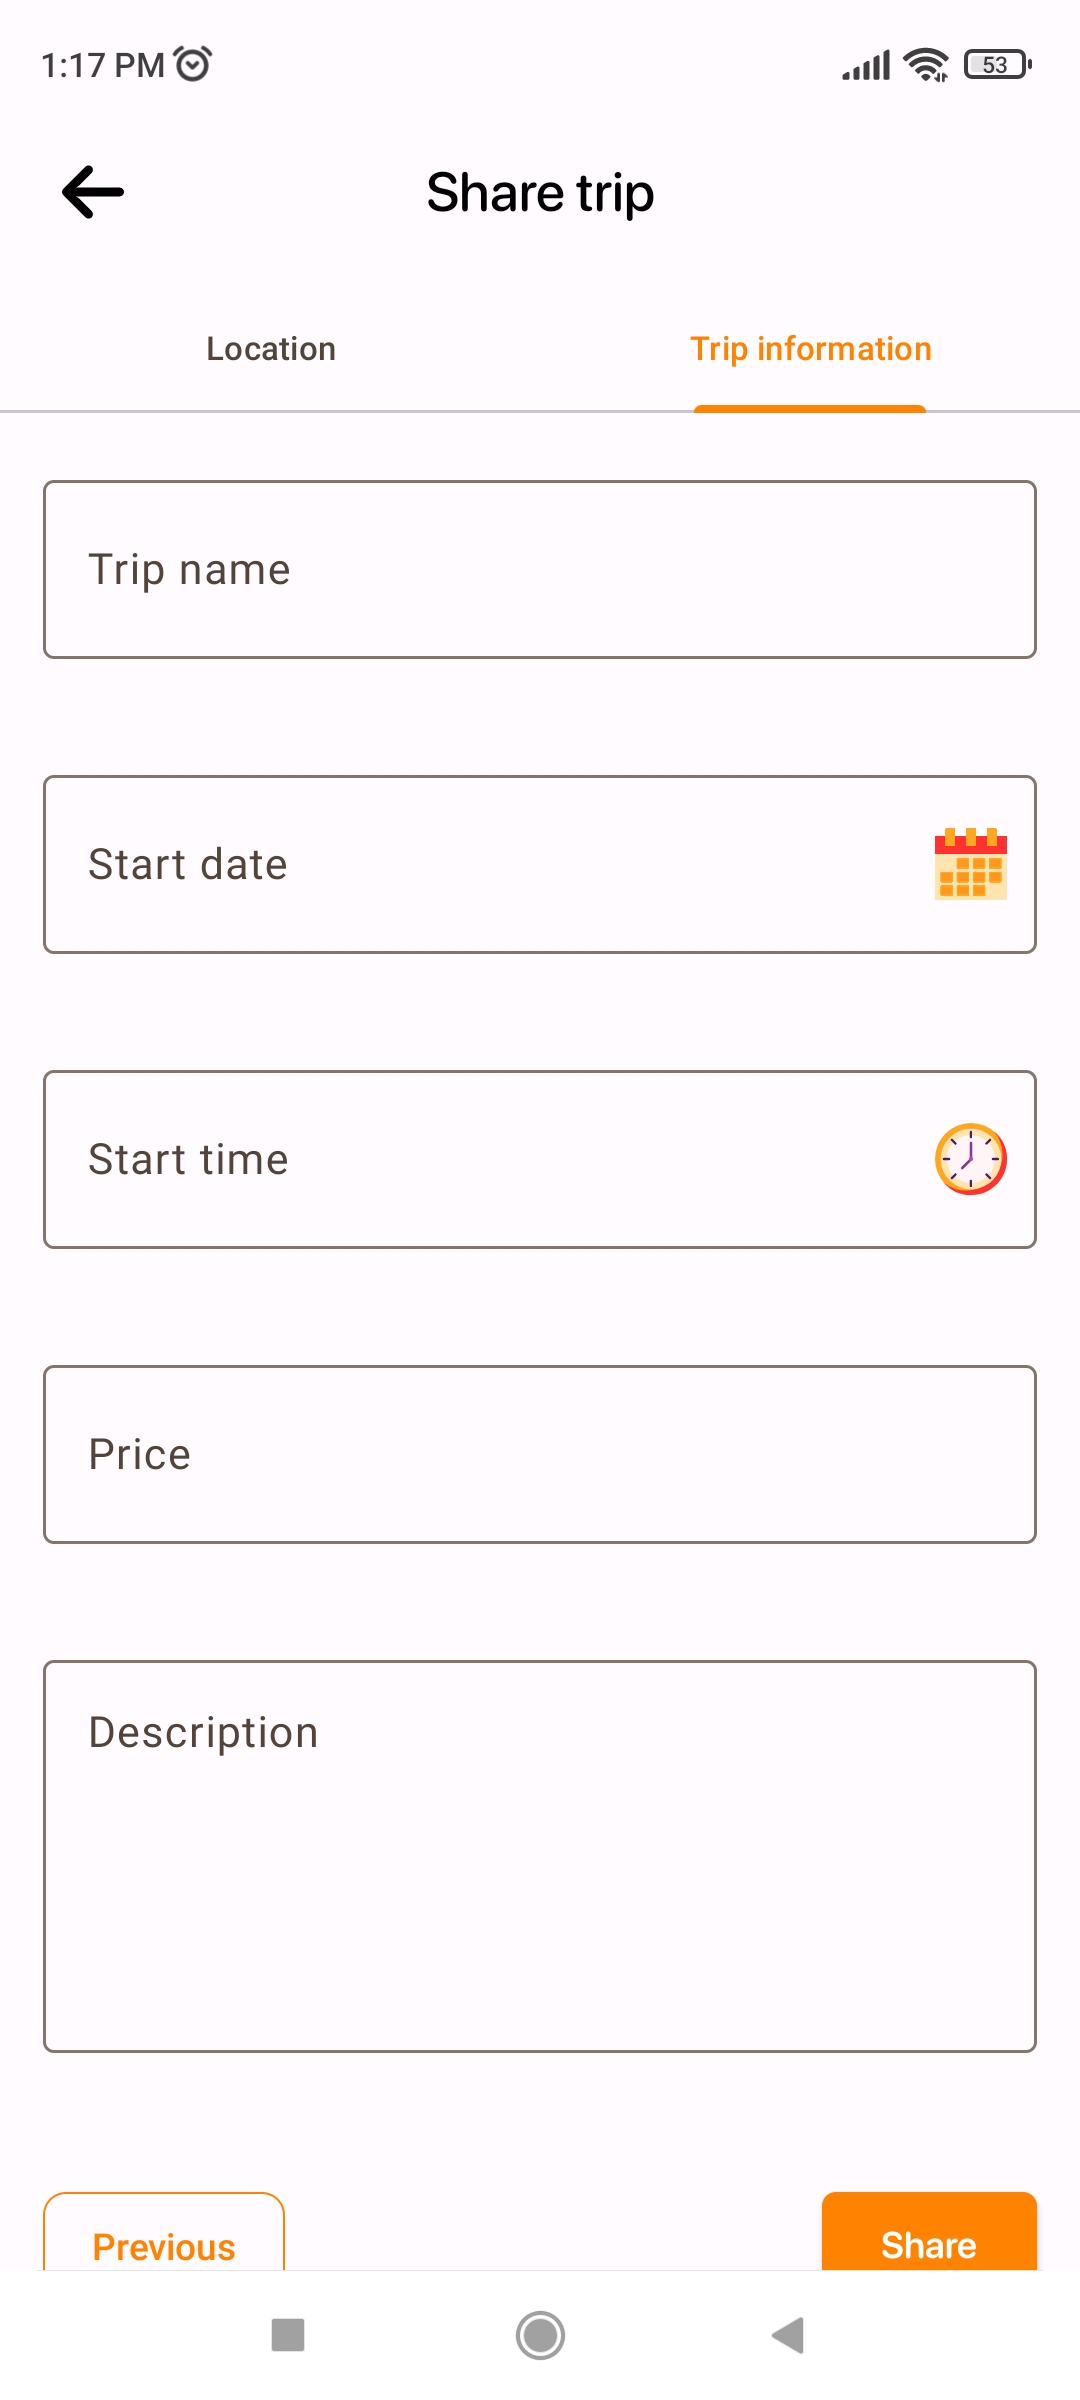 1:17 PM
53
Share trip
Location
Trip information
Trip name
Start date
Start time
Price
Description
Previous
Share